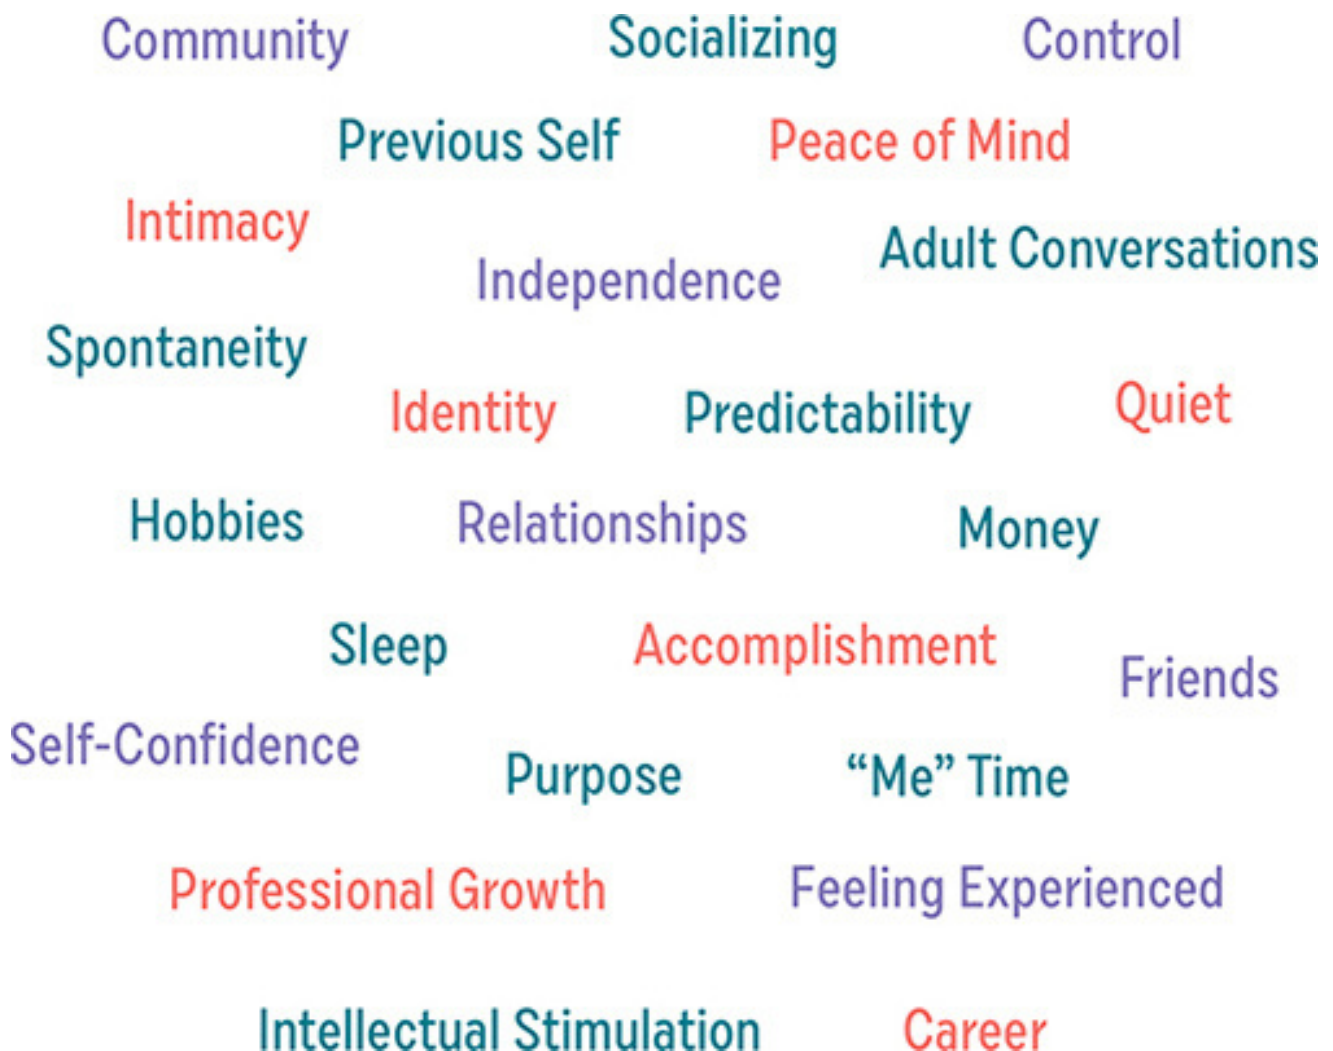 Community Socializing Control
Previous Self Peace of Mind
Intimacy
Adult Conversations
Independence
Spontaneity
Identity Predictability Quiet
Hobbies Relationships Money
Sleep Accomplishment
Friends
Self-Confidence
Purpose “Me” Time
Professional Growth Feeling Experienced
Intellectual Stimulation Career